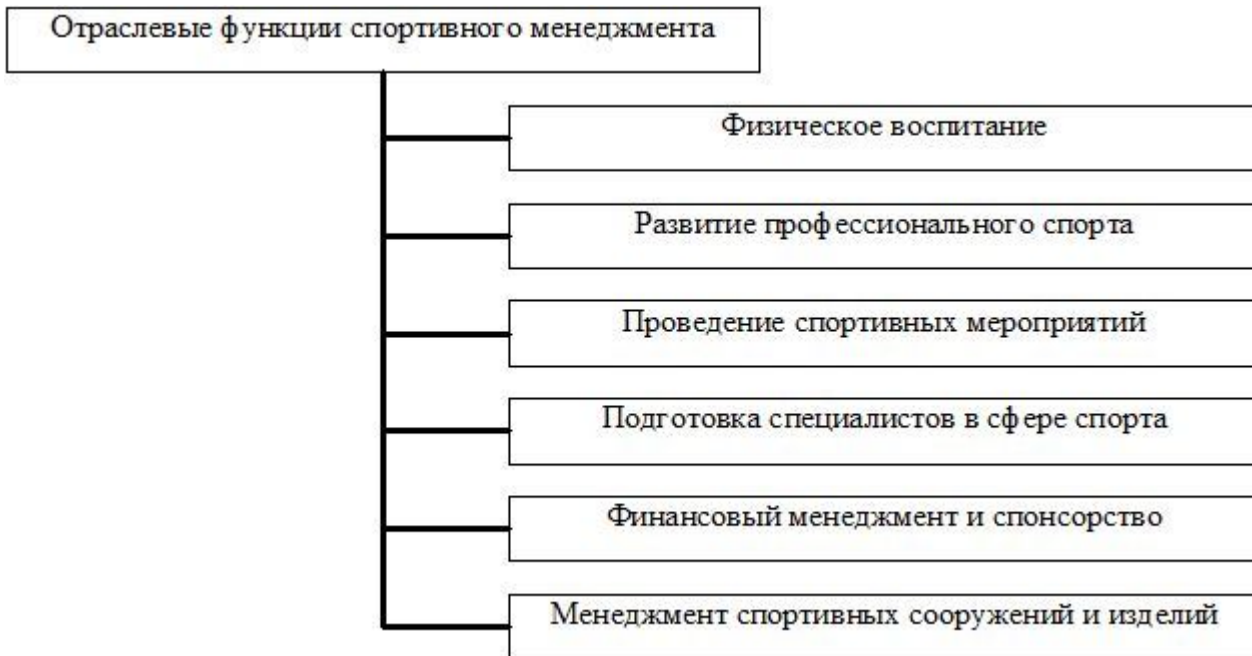 Отраслевые функции спортивного менеджмента
Физическое воспитание
Развитие профессионального спорта
Проведение спортивных мероприятий
Подготовка специалистов в сфере спорта
Финансовый менеджмент и спонсорство
Менеджмент спортивных сооружений и изделий